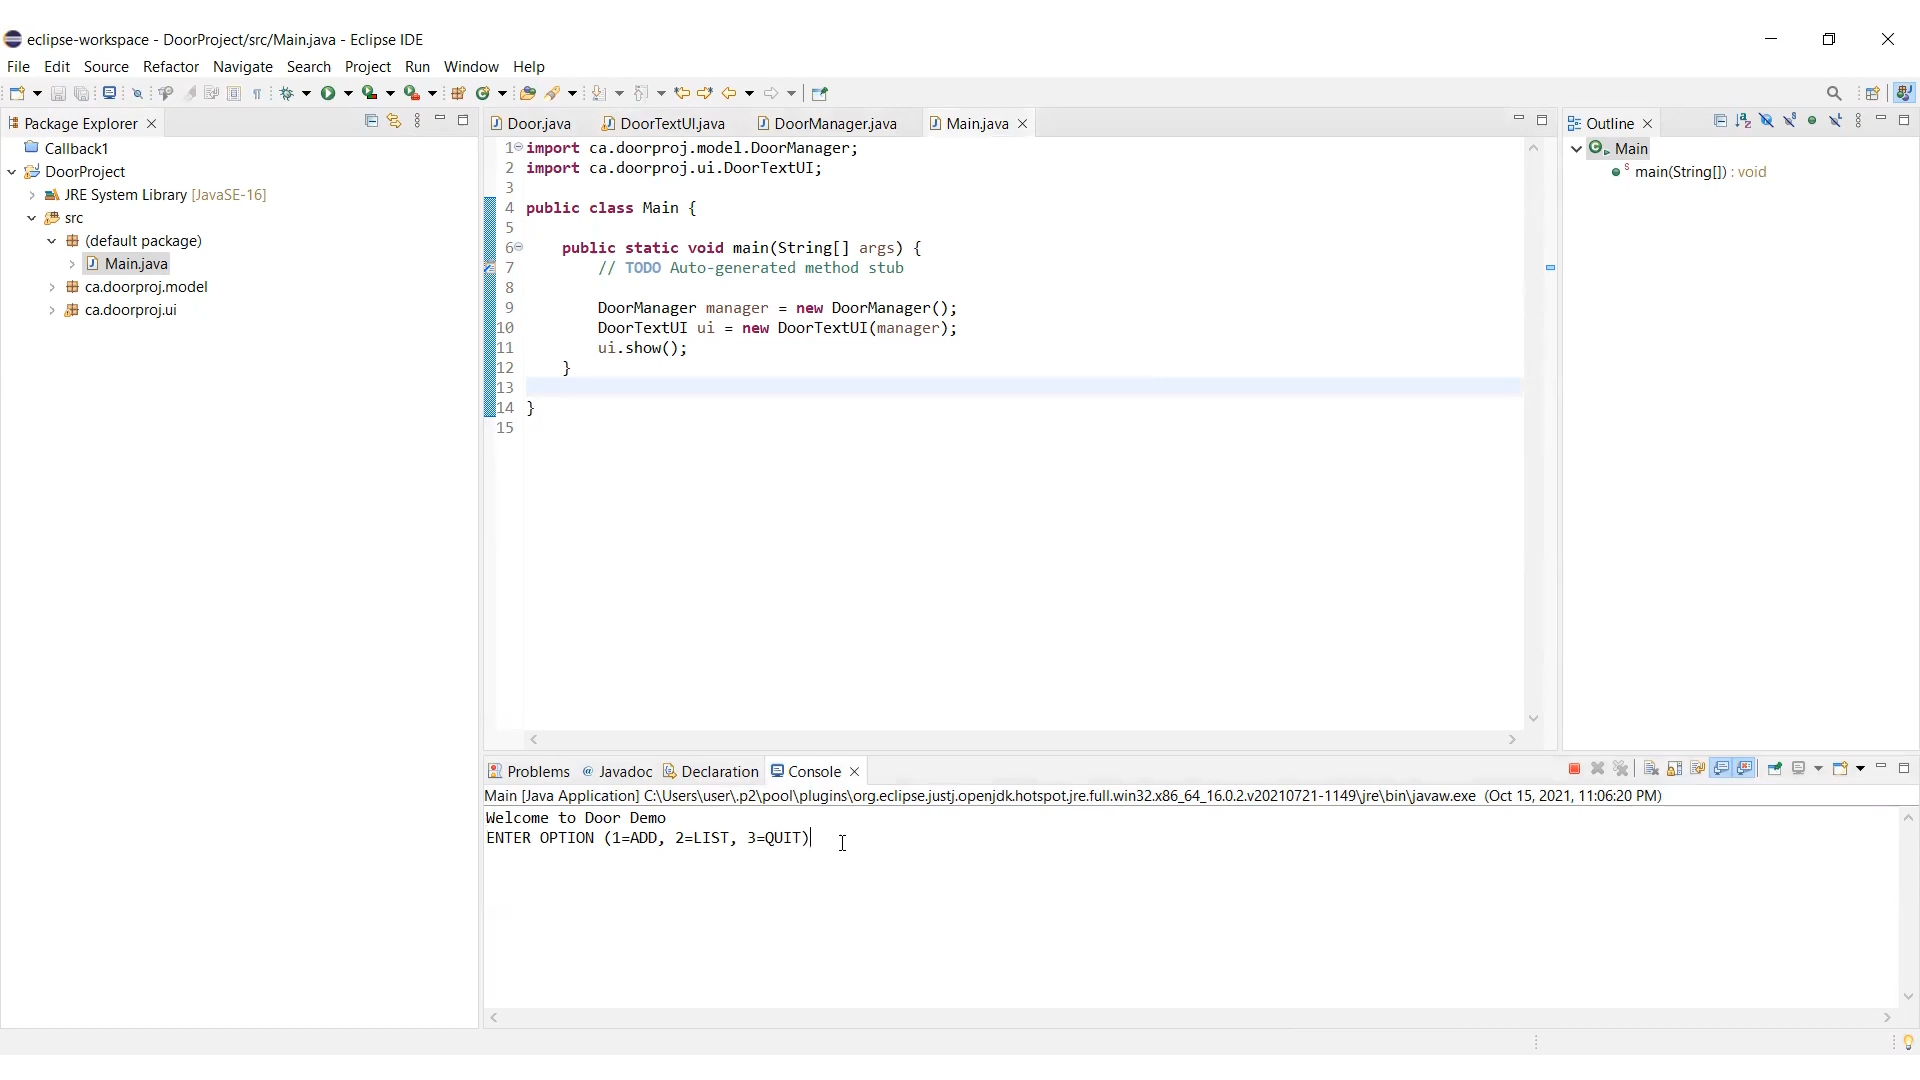 eclipse-workspace - DoorProject/src/Main.java - Eclipse IDE
File Edit Source Refactor Navigate Search Project Run Window Help
Package Explorer
Callback1
DoorProject
JRE System Library [JavaSE-16]
src
(default package)
Main.java
ca.doorproj.model
ca.doorproj.ui
Door.java DoorTextUI.java DoorManager.java Main.java
1 import ca.doorproj.model.DoorManager;
2 import ca.doorproj.ui.DoorTextUI;
3
4 public class Main {
5
6 public static void main(String[] args) {
7 // TODO Auto-generated method stub
8
9 DoorManager manager = new DoorManager();
10 DoorTextUI ui = new DoorTextUI(manager);
11 ui.show();
12 }
13
14 }
15
Outline
Main
main(String[]) : void
Problems Javadoc Declaration Console
Main [Java Application] C:\Users\user\.p2\pool\plugins\org.eclipse.justj.openjdk.hotspot.jre.full.win32.x86_64_16.0.2.v20210721-1149\jre\bin\javaw.exe (Oct 15, 2021, 11:06:20 PM)
Welcome to Door Demo
ENTER OPTION (1=ADD, 2=LIST, 3=QUIT)